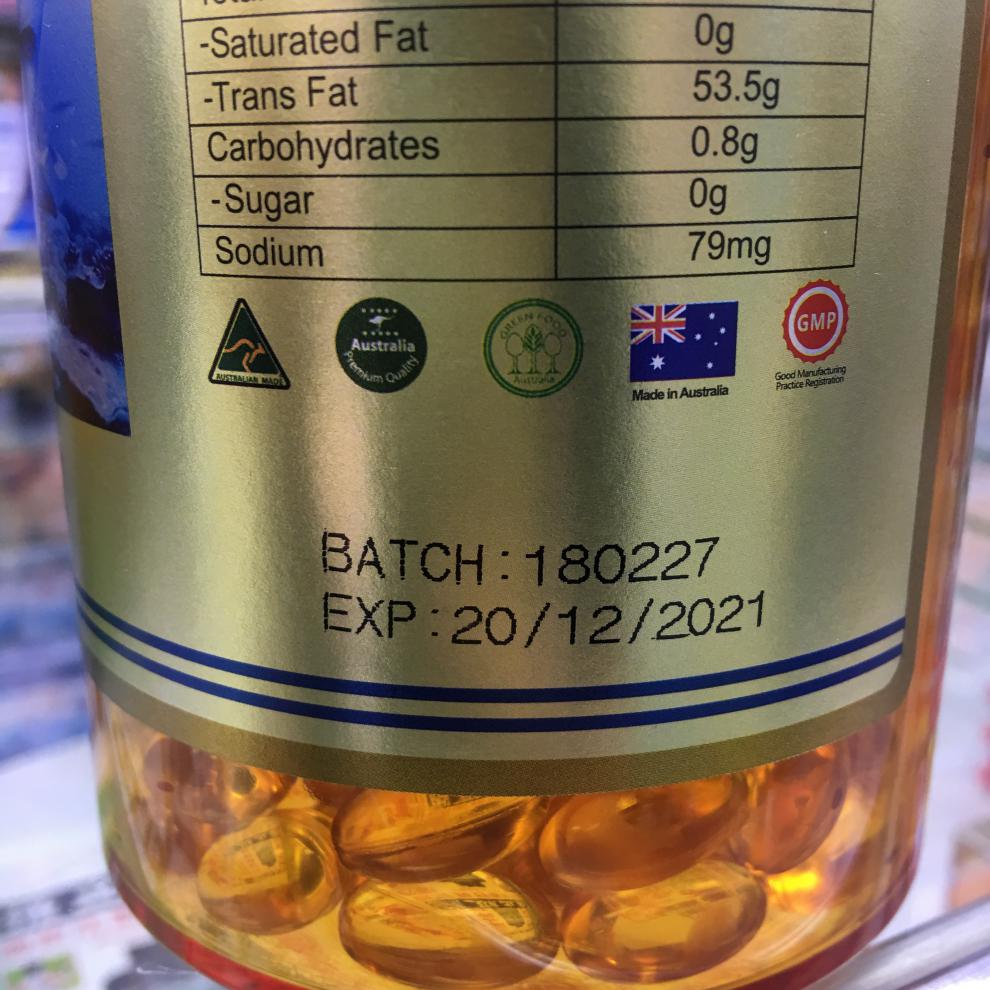 -Saturated Fat 0g
-Trans Fat 53.5g
Carbohydrates 0.8g
-Sugar 0g
Sodium 79mg
AUSTRALIAN MADE
Australia
Premium Quality
GREEN FOOD
Australia
Made in Australia
GMP
Good Manufacturing
Practice Registration
BATCH:180227
EXP:20/12/2021